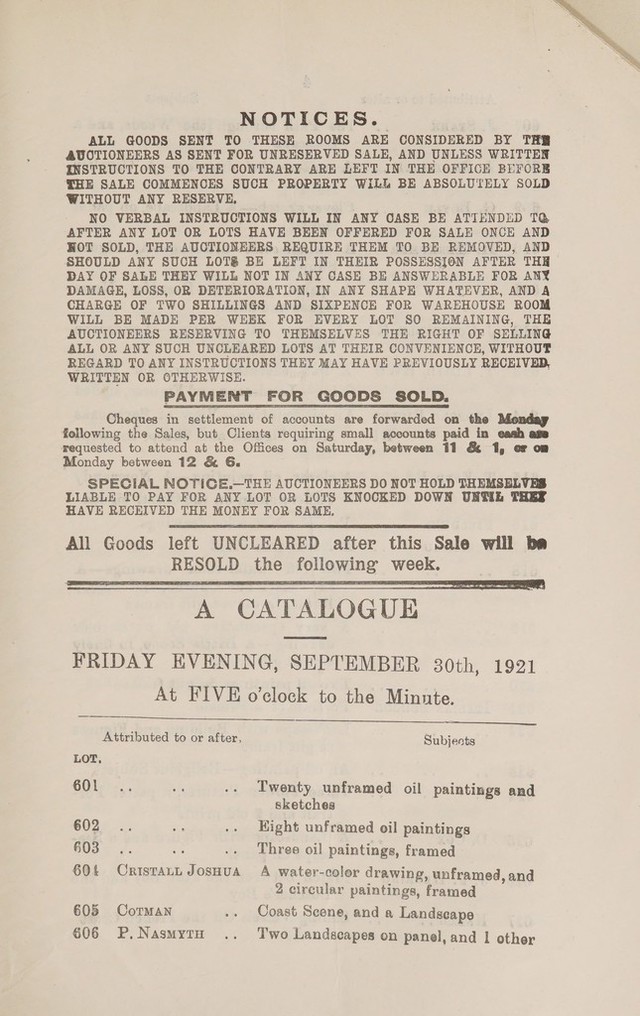 NOTICES.
ALL GOODS SENT TO THESE ROOMS ARE CONSIDERED BY THE
AUCTIONEERS AS SENT FOR UNRESERVED SALE, AND UNLESS WRITTEN
INSTRUCTIONS TO THE CONTRARY ARE LEFT IN THE OFFICE BEFORE
THE SALE COMMENCES SUCH PROPERTY WILL BE ABSOLUTELY SOLD
WITHOUT ANY RESERVE.
NO VERBAL INSTRUCTIONS WILL IN ANY CASE BE ATTENDED TO.
AFTER ANY LOT OR LOTS HAVE BEEN OFFERED FOR SALE ONCE AND
NOT SOLD, THE AUCTIONEERS REQUIRE THEM TO BE REMOVED, AND
SHOULD ANY SUCH LOTS BE LEFT IN THEIR POSSESSION AFTER THE
DAY OF SALE THEY WILL NOT IN ANY CASE BE ANSWERABLE FOR ANY
DAMAGE, LOSS, OR DETERIORATION, IN ANY SHAPE WHATEVER, AND A
CHARGE OF TWO SHILLINGS AND SIXPENCE FOR WAREHOUSE ROOM
WILL BE MADE PER WEEK FOR EVERY LOT SO REMAINING, THE
AUCTIONEERS RESERVING TO THEMSELVES THE RIGHT OF SELLING
ALL OR ANY SUCH UNCLEARED LOTS AT THEIR CONVENIENCE, WITHOUT
REGARD TO ANY INSTRUCTIONS THEY MAY HAVE PREVIOUSLY RECEIVED,
WRITTEN OR OTHERWISE.
PAYMENT FOR GOODS SOLD.
Cheques in settlement of accounts are forwarded on the Monday
following the Sales, but Clients requiring small accounts paid in cash are
requested to attend at the Offices on Saturday, between 11 & 1, or on
Monday between 12 & 6.
SPECIAL NOTICE.—THE AUCTIONEERS DO NOT HOLD THEMSELVES
LIABLE TO PAY FOR ANY LOT OR LOTS KNOCKED DOWN UNTIL THEY
HAVE RECEIVED THE MONEY FOR SAME.
All Goods left UNCLEARED after this Sale will be
RESOLD the following week.
A CATALOGUE
FRIDAY EVENING, SEPTEMBER 30th, 1921
At FIVE o'clock to the Minute.
Attributed to or after. Subjects
LOT.
601 .. .. .. Twenty unframed oil paintings and
sketches
602 .. .. .. Eight unframed oil paintings
603 .. .. .. Three oil paintings, framed
604 CRISTALL JOSHUA A water-color drawing, unframed, and
2 circular paintings, framed
605 COTMAN .. Coast Scene, and a Landscape
606 P. NASMYTH .. Two Landscapes on panel, and 1 other